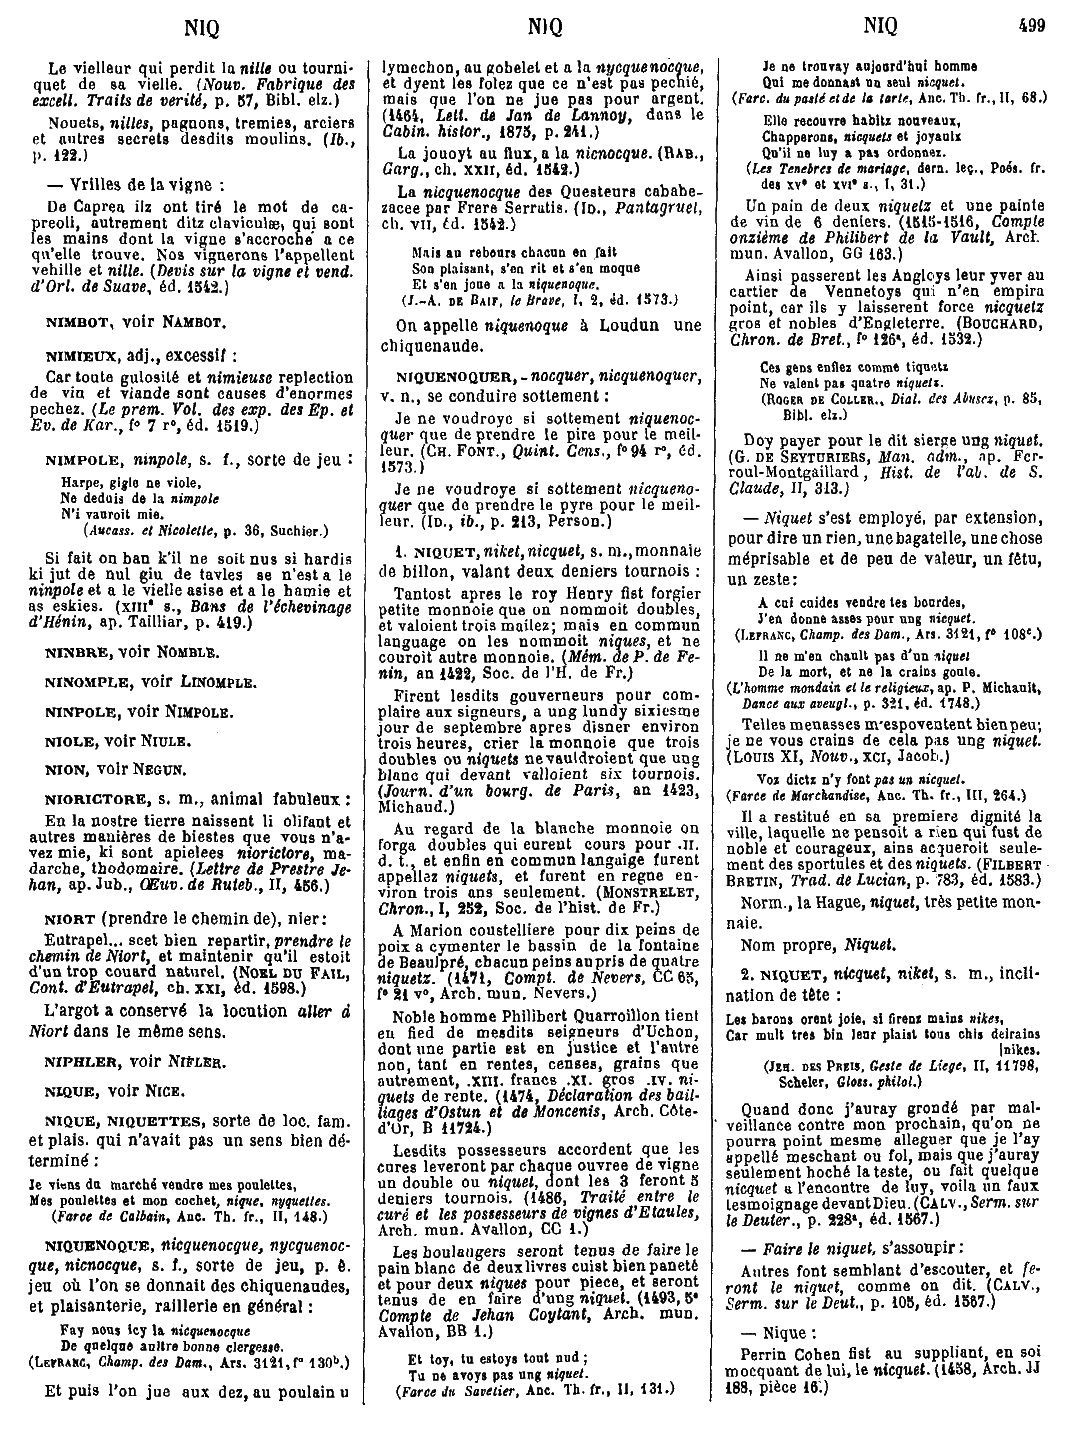 NIQ
NIQ
NIQ
499
Le vielleur qui perdit la nille ou tourni-
quet de sa vielle. (Nouv. Fabrique des
excell. Traits de verité, p. 57, Bibl. elz.)
Nouets, nilles, pagnons, tremies, arciers
et autres secrets desdits moulins. (Ib.,
p. 122.)
— Vrilles de la vigne :
De Caprea ilz ont tiré le mot de ca-
preoli, autrement ditz claviculæ, qui sont
les mains dont la vigne s'accroche a ce
qu'elle trouve. Nos vignerons l'appellent
vehille et nille. (Devis sur la vigne et vend.
d'Orl. de Suave, éd. 1542.)
NIMBOT, voir NAMBOT.
NIMIEUX, adj., excessif :
Car toute gulosité et nimieuse repletion
de vin et viande sont causes d'enormes
pechez. (Le prem. Vol. des exp. des Ep. et
Ev. de Kar., f° 7 r°, éd. 1519.)
NIMPOLE, ninpole, s. f., sorte de jeu :
Harpe, gigle ne viole,
Ne deduis de la nimpole
N'i vauroit mie.
(Aucass. et Nicolette, p. 36, Suchier.)
Si fait on ban k'il ne soit nus si hardis
ki jut de nul giu de tavles se n'est a le
ninpole et a le vielle asise et a le hamie et
as eskies. (XIIIᵉ s., Bans de l'échevinage
d'Hénin, ap. Tailliar, p. 419.)
NINBRE, voir NOMBLE.
NINOMPLE, voir LINOMPLE.
NINPOLE, voir NIMPOLE.
NIOLE, voir NIULE.
NION, voir NEGUN.
NIORICTORE, s. m., animal fabuleux :
En la nostre tierre naissent li olifant et
autres manières de biestes que vous n'a-
vez mie, ki sont apielees niorictore, ma-
darche, thodomaire. (Lettre de Prestre Je-
han, ap. Jub., Œuv. de Ruteb., II, 456.)
NIORT (prendre le chemin de), nier :
Eutrapel... scet bien repartir, prendre le
chemin de Niort, et maintenir qu'il estoit
d'un trop couard naturel. (NOEL DU FAIL,
Cont. d'Eutrapel, ch. XXI, éd. 1598.)
L'argot a conservé la locution aller à
Niort dans le même sens.
NIPHLER, voir NIFLER.
NIQUE, voir NICE.
NIQUE, NIQUETTES, sorte de loc. fam.
et plais. qui n'avait pas un sens bien dé-
terminé :
Je viens du marché vendre mes poulettes,
Mes poulettes et mon cochet, nique, nyquettes.
(Farce de Calbain, Anc. Th. fr., II, 148.)
NIQUENOQUE, nicquenocque, nycquenoc-
que, nicnocque, s. f., sorte de jeu, p. ê.
jeu où l'on se donnait des chiquenaudes,
et plaisanterie, raillerie en général :
Fay nous icy la nicquenocque
De quelque aultre bonne clergesse.
(LEFRANC, Champ. des Dam., Ars. 3121, f° 130ᵇ.)
Et puis l'on jue aux dez, au poulain u
lymechon, au gobelet et a la nycquenocque,
et dyent les folez que ce n'est pas pechié,
mais que l'on ne jue pas pour argent.
(1464, Lett. de Jan de Lannoy, dans le
Cabin. histor., 1875, p. 241.)
La jouoyt au flux, a la nicnocque. (RAB.,
Garg., ch. XXII, éd. 1542.)
La nicquenocque des Questeurs cababe-
zacee par Frere Serratis. (ID., Pantagruel,
ch. VII, éd. 1542.)
Mais au rebours chacun en fait
Son plaisant, s'en rit et s'en moque
Et s'en joue a la niquenoque.
(J.-A. DE BAIF, le Brave, I, 2, éd. 1573.)
On appelle niquenoque à Loudun une
chiquenaude.
NIQUENOQUER, -nocquer, nicquenoquer,
v. n., se conduire sottement :
Je ne voudroye si sottement niquenoc-
quer que de prendre le pire pour le meil-
leur. (CH. FONT., Quint. Cens., f° 94 r°, éd.
1573.)
Je ne voudroye si sottement nicqueno-
quer que de prendre le pyre pour le meil-
leur. (ID., ib., p. 213, Person.)
1. NIQUET, niket, nicquet, s. m., monnaie
de billon, valant deux deniers tournois :
Tantost apres le roy Henry fist forgier
petite monnoie que on nommoit doubles,
et valoient trois mailez; mais en commun
language on les nommoit niques, et ne
couroit autre monnoie. (Mém. de P. de Fe-
nin, an 1422, Soc. de l'H. de Fr.)
Firent lesdits gouverneurs pour com-
plaire aux signeurs, a ung lundy sixiesme
jour de septembre apres disner environ
trois heures, crier la monnoie que trois
doubles ou niquets ne vauldroient que ung
blanc qui devant valloient six tournois.
(Journ. d'un bourg. de Paris, an 1423,
Michaud.)
Au regard de la blanche monnoie on
forga doubles qui eurent cours pour .II.
d. t., et enfin en commun languige furent
appellez niquets, et furent en regne en-
viron trois ans seulement. (MONSTRELET,
Chron., I, 252, Soc. de l'hist. de Fr.)
A Marion coustelliere pour dix peins de
poix a cymenter le bassin de la fontaine
de Beaulpré, chacun peins au pris de quatre
niquetz. (1471, Compt. de Nevers, CC 65,
f° 21 v°, Arch. mun. Nevers.)
Noble homme Philibert Quarroillon tient
en fied de mesdits seigneurs d'Uchon,
dont une partie est en justice et l'autre
non, tant en rentes, censes, grains que
autrement, .XIII. francs .XI. gros .IV. ni-
quets de rente. (1474, Déclaration des bail-
liages d'Ostun et de Moncenis, Arch. Côte-
d'Or, B 11724.)
Lesdits possesseurs accordent que les
cures leveront par chaque ouvree de vigne
un double ou niquet, dont les 3 feront 5
deniers tournois. (1486, Traité entre le
curé et les possesseurs de vignes d'Etaules,
Arch. mun. Avallon, CC 1.)
Les boulangers seront tenus de faire le
pain blanc de deux livres cuist bien paneté
et pour deux niques pour piece, et seront
tenus de en faire d'ung niquet. (1493, 5ᵉ
Compte de Jehan Coytant, Arch. mun.
Avallon, BB 1.)
Et toy, tu estoys tout nud ;
Tu ne avoys pas ung niquet.
(Farce du Savetier, Anc. Th. fr., II, 131.)
Je ne trouvay aujourd'hui homme
Qui me donnast un seul nicquet.
(Farc. du pasté et de la tarte, Anc. Th. fr., II, 68.)
Elle recouvre habitz nouveaux,
Chapperons, nicquets et joyaulx
Qu'il ne luy a pas ordonnez.
(Les Tenebres de mariage, dern. leç., Poés. fr.
des XVᵉ et XVIᵉ s., I, 31.)
Un pain de deux niquetz et une painte
de vin de 6 deniers. (1515-1516, Compte
onzième de Philibert de la Vault, Arch.
mun. Avallon, GG 163.)
Ainsi passerent les Angloys leur yver au
cartier de Vennetoys qui n'en empira
point, car ils y laisserent force nicquetz
gros et nobles d'Engleterre. (BOUCHARD,
Chron. de Bret., f° 126ᵃ, éd. 1532.)
Ces gens enflez comme tiquetz
Ne valent pas quatre niquets.
(ROGER DE COLLER., Dial. des Abusez, p. 85,
Bibl. elz.)
Doy payer pour le dit sierge ung niquet.
(G. DE SEYTURIERS, Man. adm., ap. Fer-
roul-Montgaillard, Hist. de l'ab. de S.
Claude, II, 313.)
— Niquet s'est employé, par extension,
pour dire un rien, une bagatelle, une chose
méprisable et de peu de valeur, un fétu,
un zeste :
A cui cuides vendre tes bourdes,
J'en donne asses pour ung nicquet.
(LEFRANC, Champ. des Dam., Ars. 3121, f° 108ᶜ.)
Il ne m'en chault pas d'un niquet
De la mort, et ne la crains goute.
(L'homme mondain et le religieux, ap. P. Michault,
Dance aux aveugl., p. 321, éd. 1748.)
Telles menasses m'espoventent bien peu;
je ne vous crains de cela pas ung niquet.
(LOUIS XI, Nouv., XCI, Jacob.)
Voz dictz n'y font pas un nicquet.
(Farce de Marchandise, Anc. Th. fr., III, 264.)
Il a restitué en sa premiere dignité la
ville, laquelle ne pensoit a rien qui fust de
noble et courageux, ains acqueroit seule-
ment des sportules et des niquets. (FILBERT
BRETIN, Trad. de Lucian, p. 783, éd. 1583.)
Norm., la Hague, niquet, très petite mon-
naie.
Nom propre, Niquet.
2. NIQUET, nicquet, niket, s. m., incli-
nation de tête :
Les barons orent joie, si firenz mains nikes,
Car mult tres bin leur plaist tous chis deirains
[nikes.
(JEH. DES PREIS, Geste de Liege, II, 11798,
Scheler, Gloss. philol.)
Quand donc j'auray grondé par mal-
veillance contre mon prochain, qu'on ne
pourra point mesme alleguer que je l'ay
appellé meschant ou fol, mais que j'auray
seulement hoché la teste, ou fait quelque
nicquet a l'encontre de luy, voila un faux
tesmoignage devant Dieu. (CALV., Serm. sur
le Deuter., p. 228ᵃ, éd. 1567.)
— Faire le niquet, s'assoupir :
Autres font semblant d'escouter, et fe-
ront le niquet, comme on dit. (CALV.,
Serm. sur le Deut., p. 105, éd. 1567.)
— Nique :
Perrin Cohen fist au suppliant, en soi
mocquant de lui, le nicquet. (1458, Arch. JJ
188, pièce 16.)